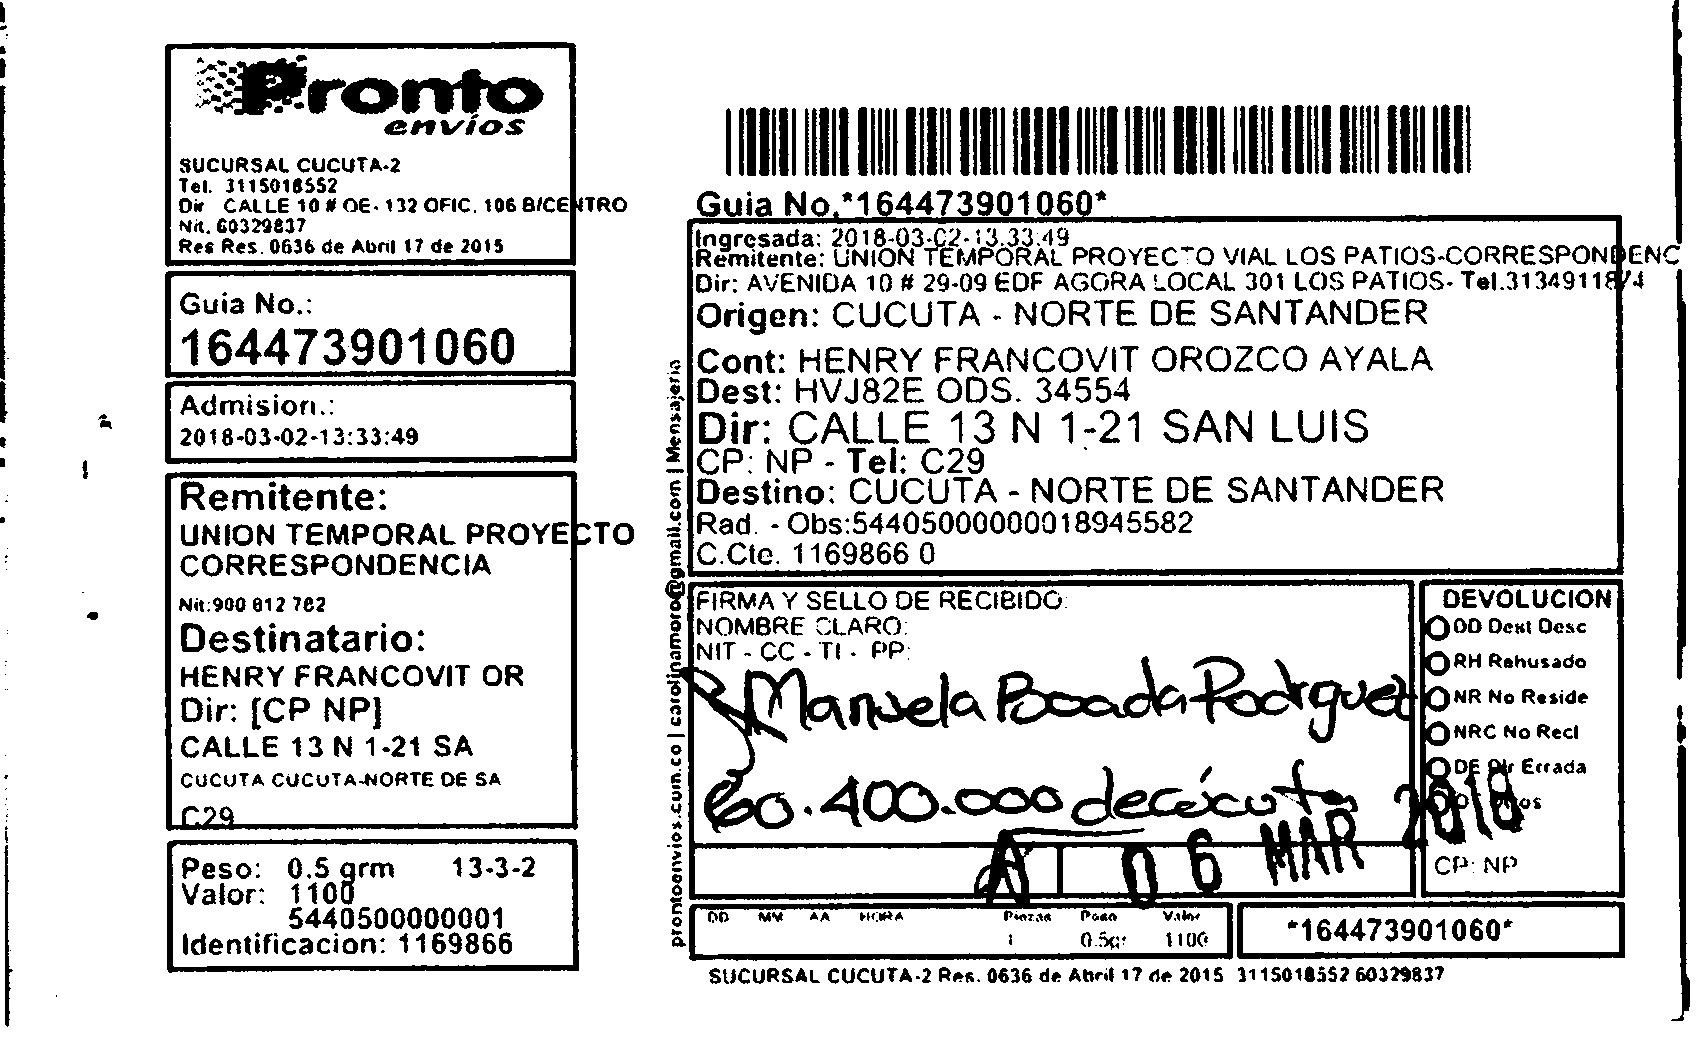 Pronto
envíos
SUCURSAL CUCUTA-2
Tel. 3115018552
Dir CALLE 10 # OE- 132 OFIC. 106 B/CENTRO
Nit. 60329837
Res Res. 0636 de Abril 17 de 2015
Guia No.:
164473901060
Admision.:
2018-03-02-13:33:49
Remitente:
UNION TEMPORAL PROYECTO
CORRESPONDENCIA
Nit:900 812 782
Destinatario:
HENRY FRANCOVIT OR
Dir: [CP NP]
CALLE 13 N 1-21 SA
CUCUTA CUCUTA-NORTE DE SA
C29
Peso: 0.5 grm 13-3-2
Valor: 1100
5440500000001
Identificacion: 1169866
prontoenvios.com.co | carolinamoro@gmail.com | Mensajeria
Guia No.*164473901060*
Ingresada: 2018-03-02-13.33:49
Remitente: UNION TEMPORAL PROYECTO VIAL LOS PATIOS-CORRESPONDENC
Dir: AVENIDA 10 # 29-09 EDF AGORA LOCAL 301 LOS PATIOS- Tel.3134911874
Origen: CUCUTA - NORTE DE SANTANDER
Cont: HENRY FRANCOVIT OROZCO AYALA
Dest: HVJ82E ODS. 34554
Dir: CALLE 13 N 1-21 SAN LUIS
CP: NP - Tel: C29
Destino: CUCUTA - NORTE DE SANTANDER
Rad. - Obs:54405000000018945582
C.Cte. 1169866 0
FIRMA Y SELLO DE RECIBIDO:
NOMBRE CLARO:
NIT - CC - TI - PP:
Manuela Boada Rodrguez
60.400.000 de cúcuta
06 MAR 2018
DEVOLUCION
DD Dest Desc
RH Rehusado
NR No Reside
NRC No Recl
DE Dir Errada
CP: NP
DD MM AA HORA Piezas Peso Valor
1 0.5gr 1100
*164473901060*
SUCURSAL CUCUTA-2 Res. 0636 de Abril 17 de 2015 3115018552 60329837